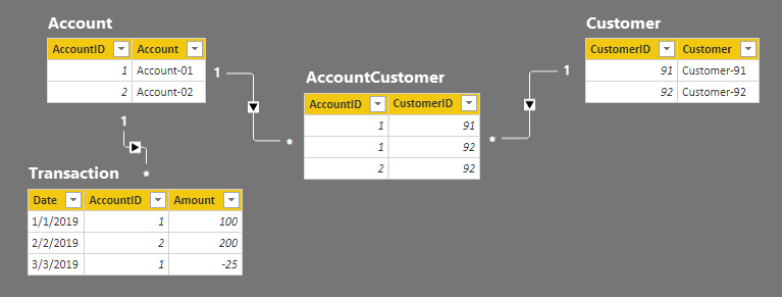 Account
AccountID Account
1 Account-01
2 Account-02
1
1
Transaction
*
Date AccountID Amount
1/1/2019 1 100
2/2/2019 2 200
3/3/2019 1 -25
AccountCustomer
AccountID CustomerID
1 91
1 92
2 92
*
*
Customer
CustomerID Customer
91 Customer-91
92 Customer-92
1